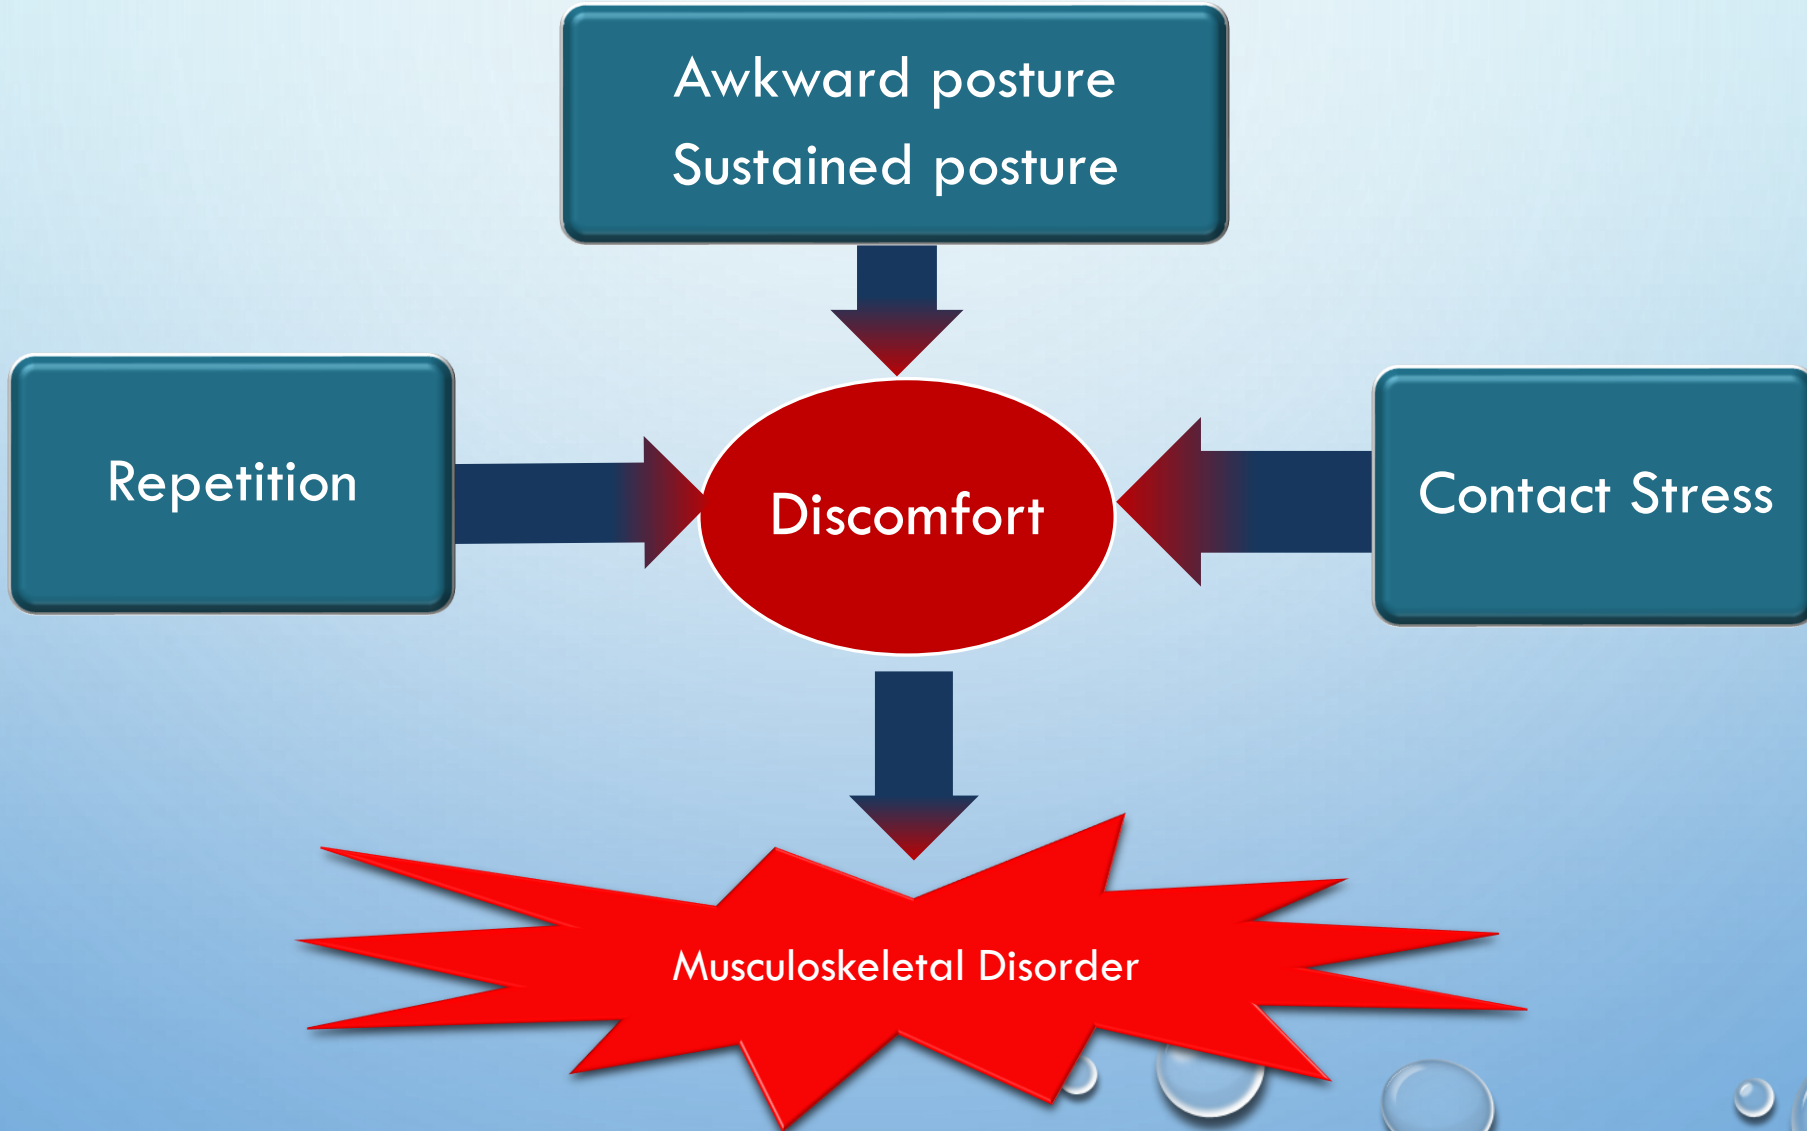 Awkward posture
Sustained posture
Repetition
Discomfort
Contact Stress
Musculoskeletal Disorder